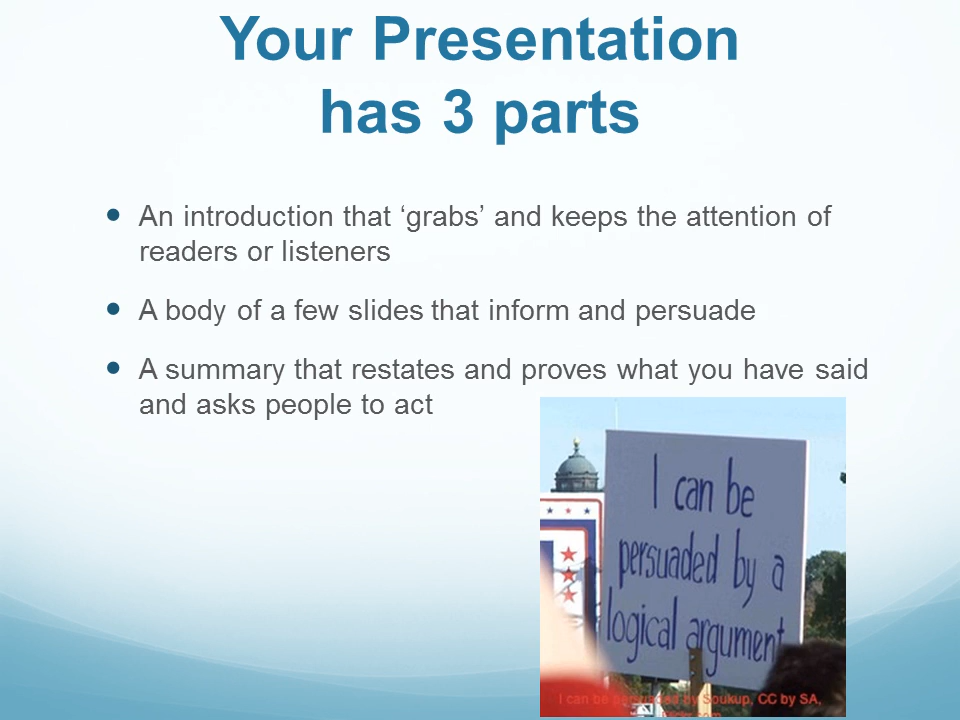 Your Presentation
has 3 parts
An introduction that ‘grabs’ and keeps the attention of
readers or listeners
A body of a few slides that inform and persuade
A summary that restates and proves what you have said
and asks people to act
I can be
persuaded by a
logical argument
I can be persuaded by Soukup, CC by SA,
Flickr.com